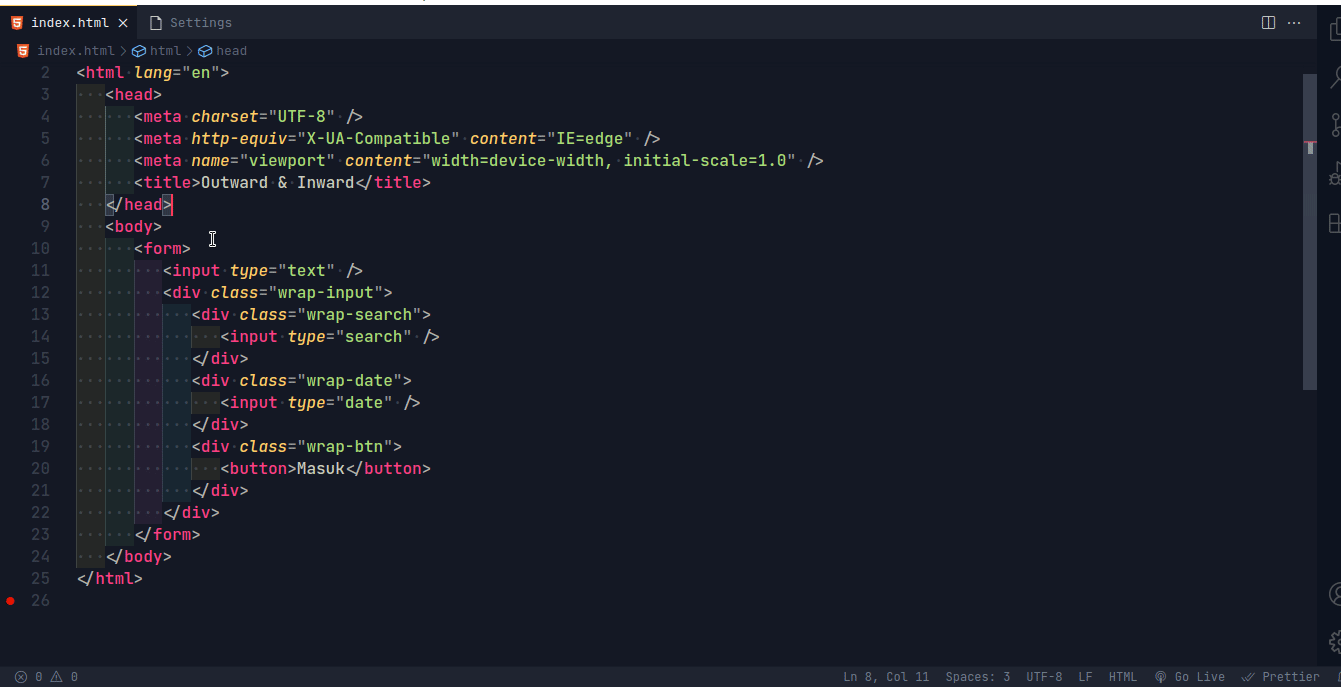 index.html × Settings
index.html > html > head
2 <html lang="en">
3 <head>
4 <meta charset="UTF-8" />
5 <meta http-equiv="X-UA-Compatible" content="IE=edge" />
6 <meta name="viewport" content="width=device-width, initial-scale=1.0" />
7 <title>Outward & Inward</title>
8 </head>
9 <body>
10 <form>
11 <input type="text" />
12 <div class="wrap-input">
13 <div class="wrap-search">
14 <input type="search" />
15 </div>
16 <div class="wrap-date">
17 <input type="date" />
18 </div>
19 <div class="wrap-btn">
20 <button>Masuk</button>
21 </div>
22 </div>
23 </form>
24 </body>
25 </html>
26
0 0 Ln 8, Col 11 Spaces: 3 UTF-8 LF HTML Go Live Prettier